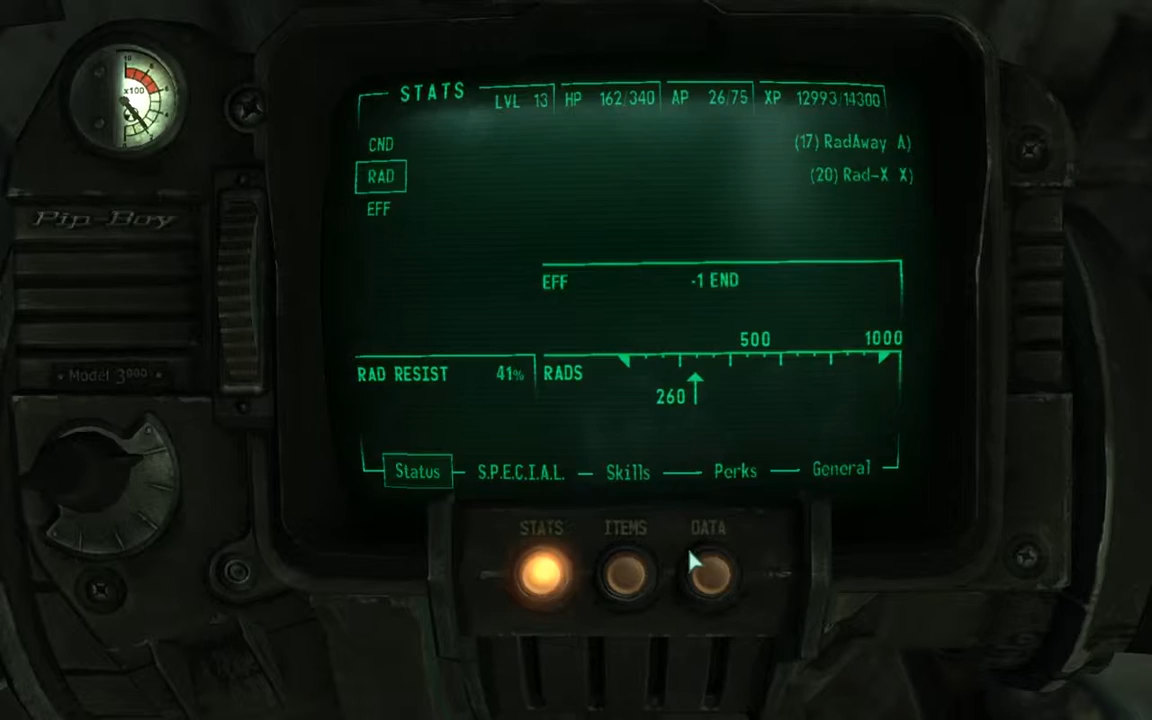 STATS LVL 13 HP 162/340 AP 26/75 XP 12993/14300
CND
(17) RadAway A)
RAD
(20) Rad-X X)
EFF
EFF -1 END
500 1000
RAD RESIST 41% RADS
260
Status S.P.E.C.I.A.L. Skills Perks General
x100
Pip-Boy
Model 3000
STATS ITEMS DATA